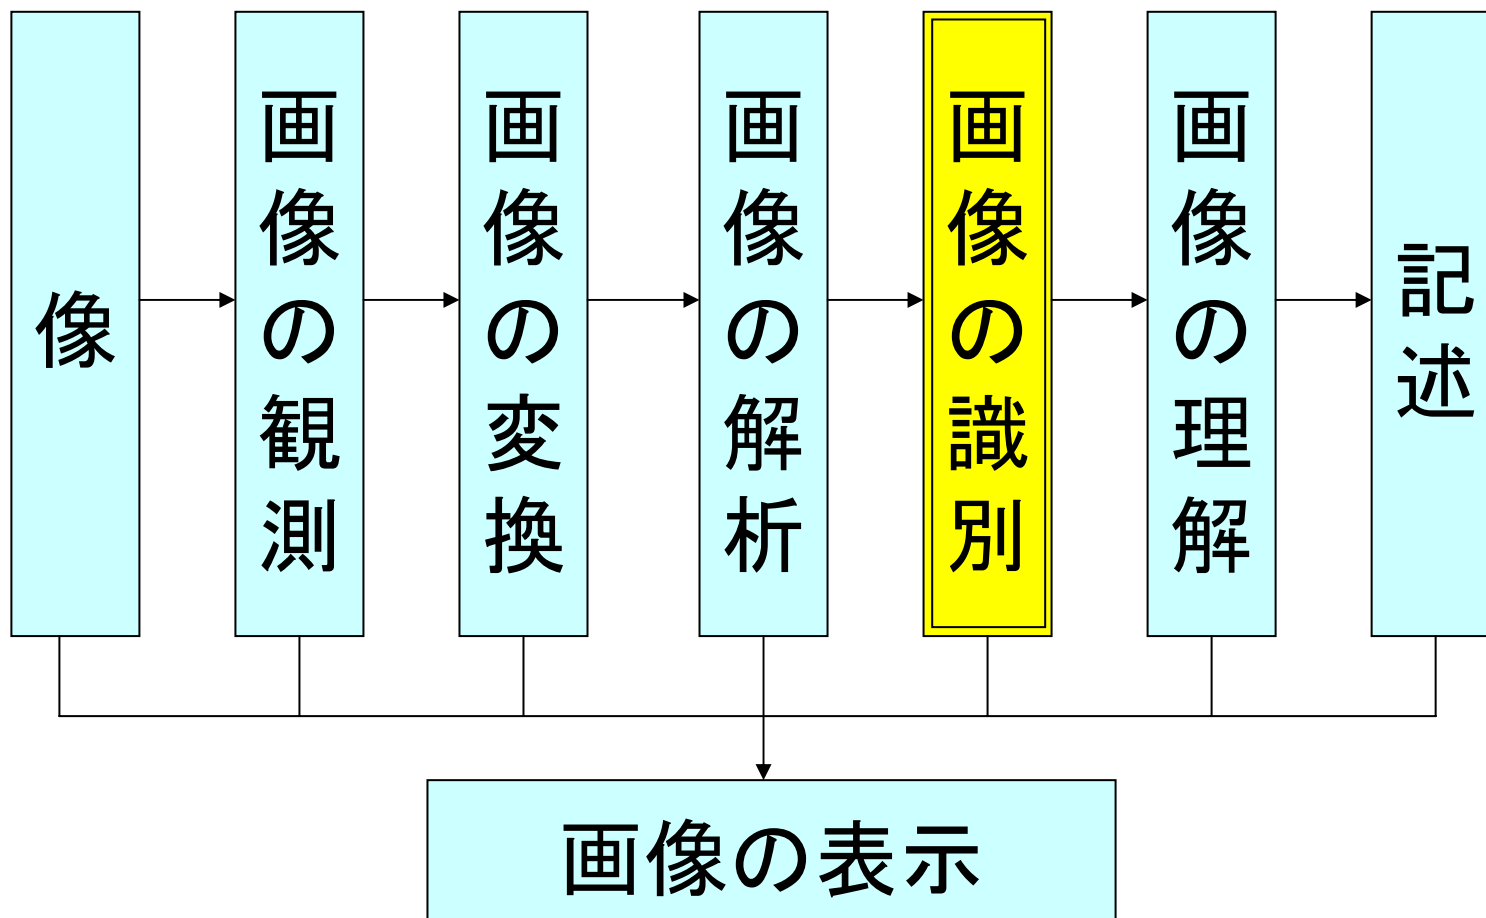 像
画像の観測
画像の変換
画像の解析
画像の識別
画像の理解
記述
画像の表示